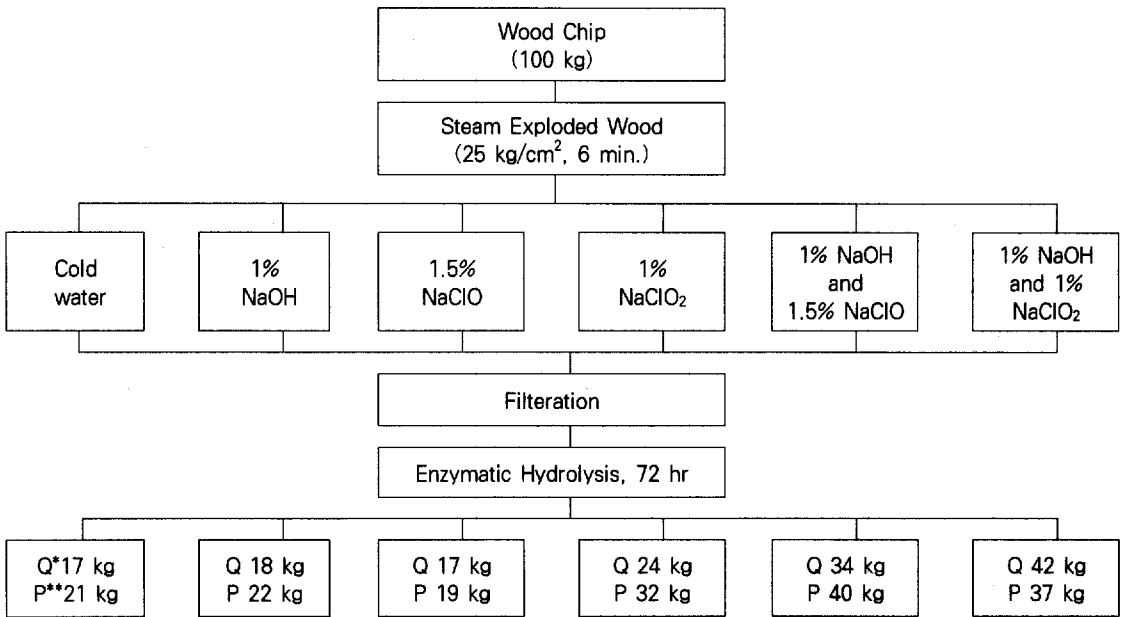 Wood Chip
(100 kg)
Steam Exploded Wood
(25 kg/cm², 6 min.)
Cold
water
1%
NaOH
1.5%
NaClO
1%
NaClO₂
1% NaOH
and
1.5% NaClO
1% NaOH
and 1%
NaClO₂
Filteration
Enzymatic Hydrolysis, 72 hr
Q*17 kg
P**21 kg
Q 18 kg
P 22 kg
Q 17 kg
P 19 kg
Q 24 kg
P 32 kg
Q 34 kg
P 40 kg
Q 42 kg
P 37 kg